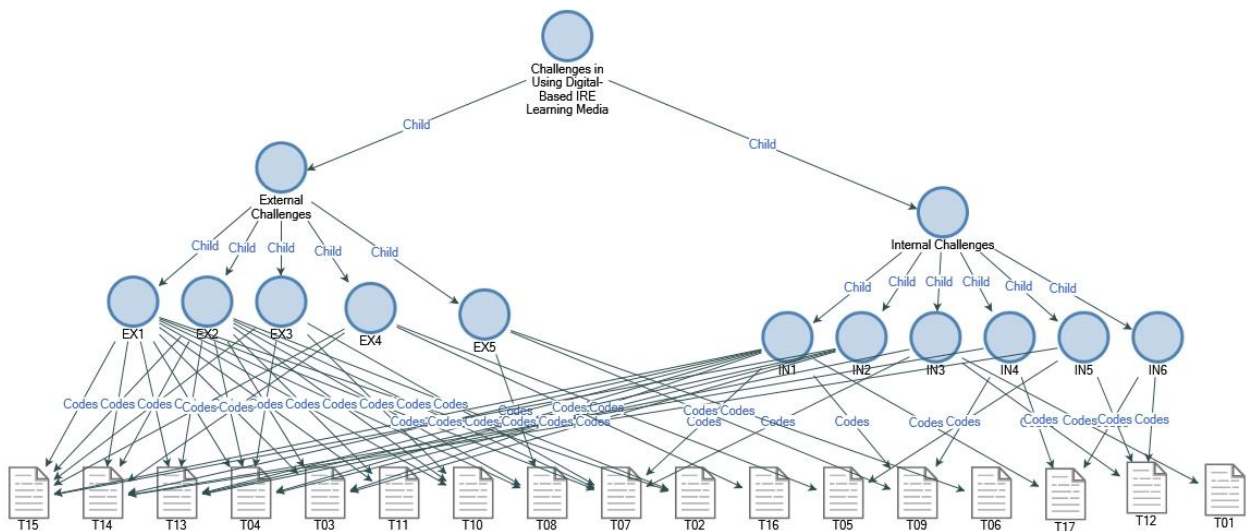 Challenges in
Using Digital-
Based IRE
Learning Media
Child
Child
External
Challenges
Internal Challenges
Child Child Child Child Child
Child Child Child Child Child Child
EX1 EX2 EX3 EX4 EX5
IN1 IN2 IN3 IN4 IN5 IN6
Codes Codes Codes Codes Codes Codes Codes Codes Codes Codes Codes
Codes Codes Codes
Codes Codes Codes Codes Codes Codes
Codes Codes Codes
Codes Codes Codes Codes Codes Codes Codes
T15 T14 T13 T04 T03 T11 T10 T08 T07 T02 T16 T05 T09 T06 T17 T12 T01